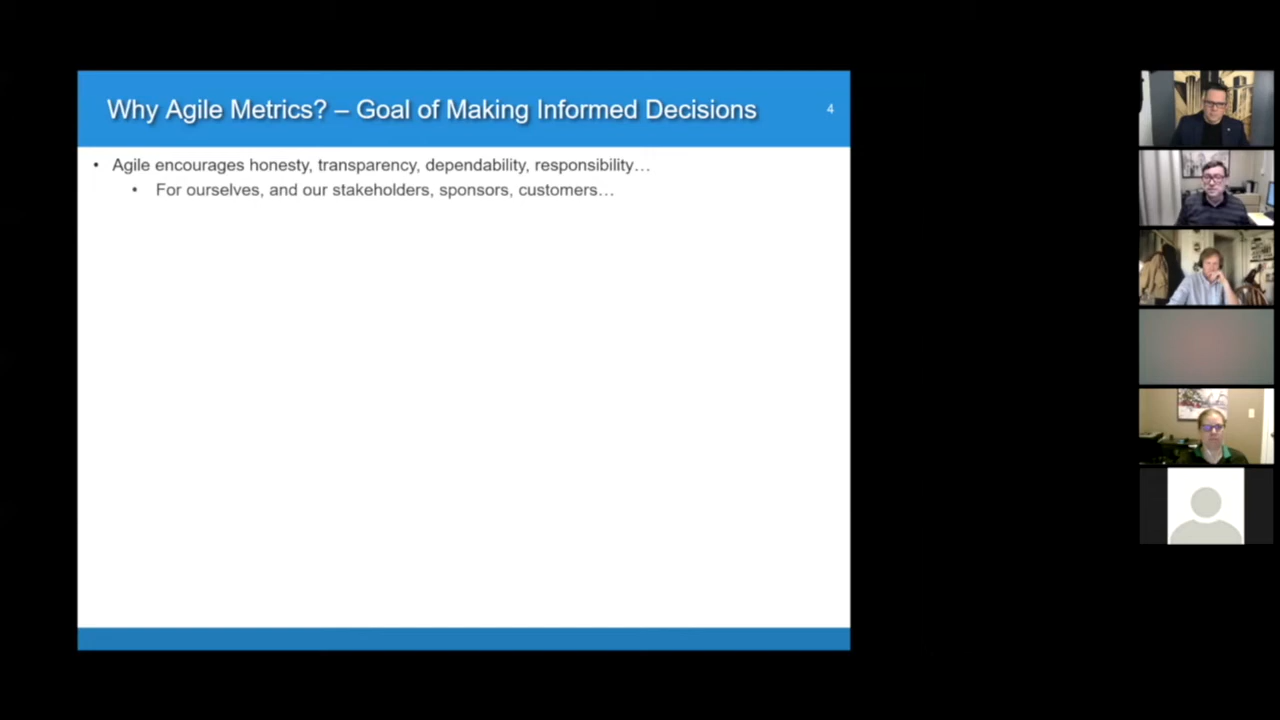 Why Agile Metrics? – Goal of Making Informed Decisions
4
• Agile encourages honesty, transparency, dependability, responsibility…
• For ourselves, and our stakeholders, sponsors, customers…